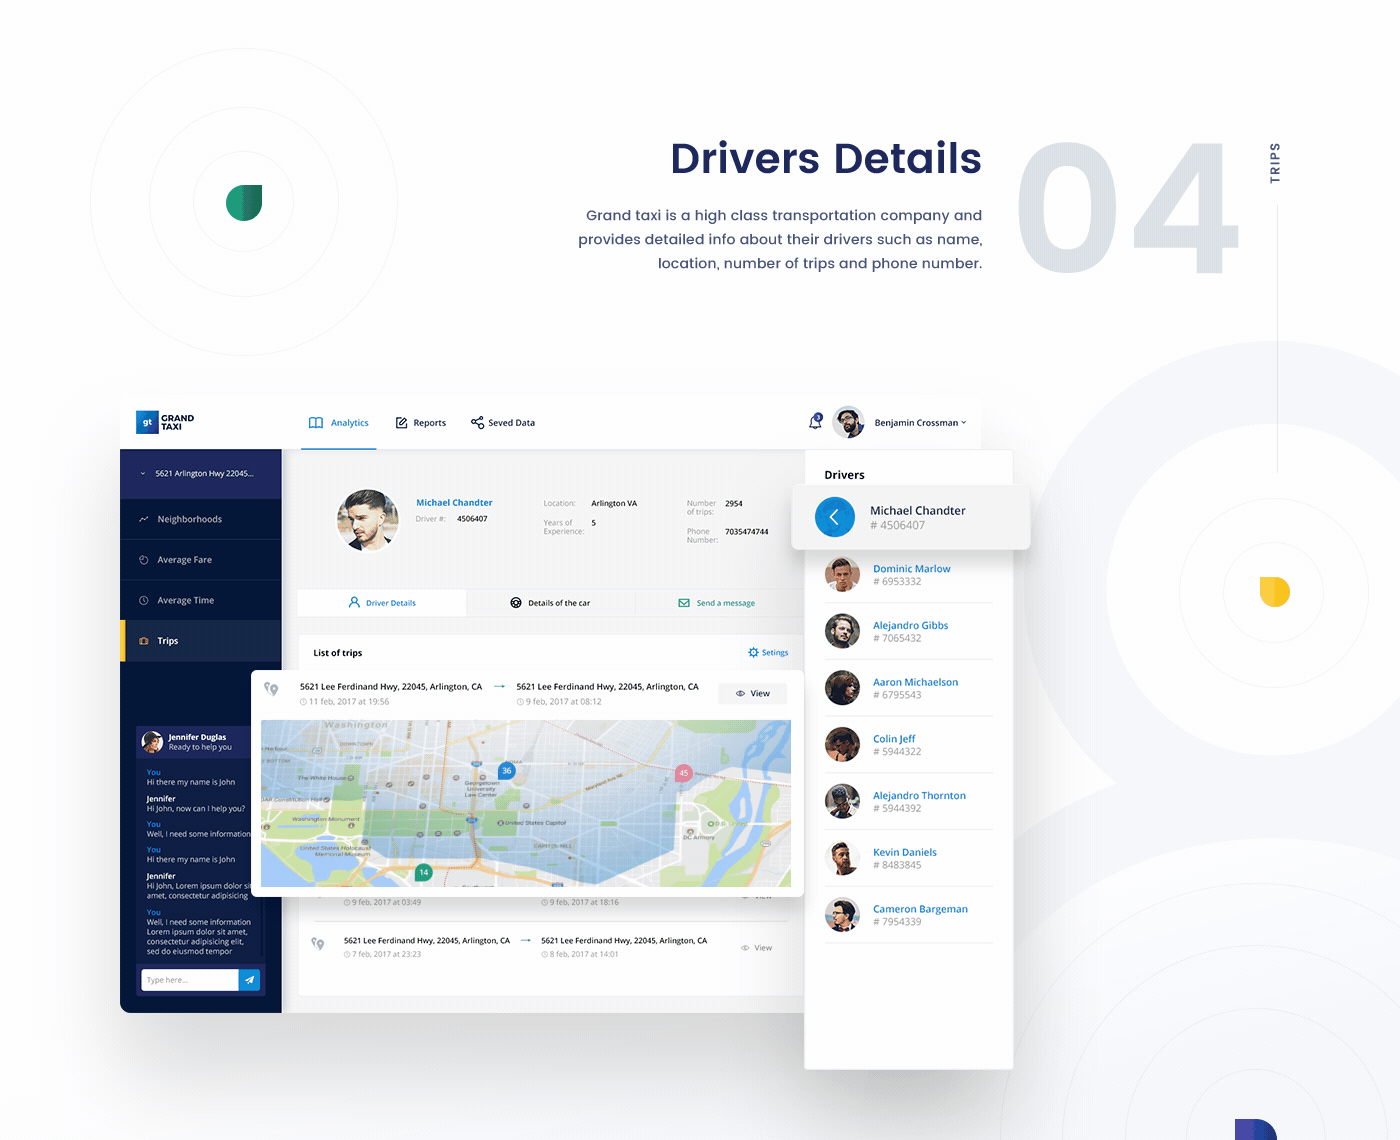 Drivers Details
04
TRIPS
Grand taxi is a high class transportation company and
provides detailed info about their drivers such as name,
location, number of trips and phone number.
gt
GRAND
TAXI
Analytics
Reports
Seved Data
3
Benjamin Crossman
5621 Arlington Hwy 22045...
Neighborhoods
Average Fare
Average Time
Trips
Jennifer Duglas
Ready to help you
You
Hi there my name is John
Jennifer
Hi John, now can I help you?
You
Well, I need some information
You
Hi there my name is John
Jennifer
Hi John, Lorem ipsum dolor sit
amet, consectetur adipisicing
You
Well, I need some information
Lorem ipsum dolor sit amet,
consectetur adipisicing elit,
sed do eiusmod tempor
Type here...
Michael Chandter
Driver #: 4506407
Location: Arlington VA
Years of
Experience: 5
Number
of trips: 2954
Phone
Number: 7035474744
Driver Details
Details of the car
Send a message
List of trips
Setings
5621 Lee Ferdinand Hwy, 22045, Arlington, CA
11 feb, 2017 at 19:56
5621 Lee Ferdinand Hwy, 22045, Arlington, CA
9 feb, 2017 at 08:12
View
Washington
DOWNTOWN
The White House
36
Georgetown
University
Law Center
45
Maryland Ave NE
Washington Monument
United States Capitol
DC Armory
United States Holocaust
Memorial Museum
CAPITOL HILL
14
9 feb, 2017 at 03:49
9 feb, 2017 at 18:16
View
5621 Lee Ferdinand Hwy, 22045, Arlington, CA
7 feb, 2017 at 23:23
5621 Lee Ferdinand Hwy, 22045, Arlington, CA
8 feb, 2017 at 14:01
View
Drivers
Michael Chandter
# 4506407
Dominic Marlow
# 6953332
Alejandro Gibbs
# 7065432
Aaron Michaelson
# 6795543
Colin Jeff
# 5944322
Alejandro Thornton
# 5944392
Kevin Daniels
# 8483845
Cameron Bargeman
# 7954339